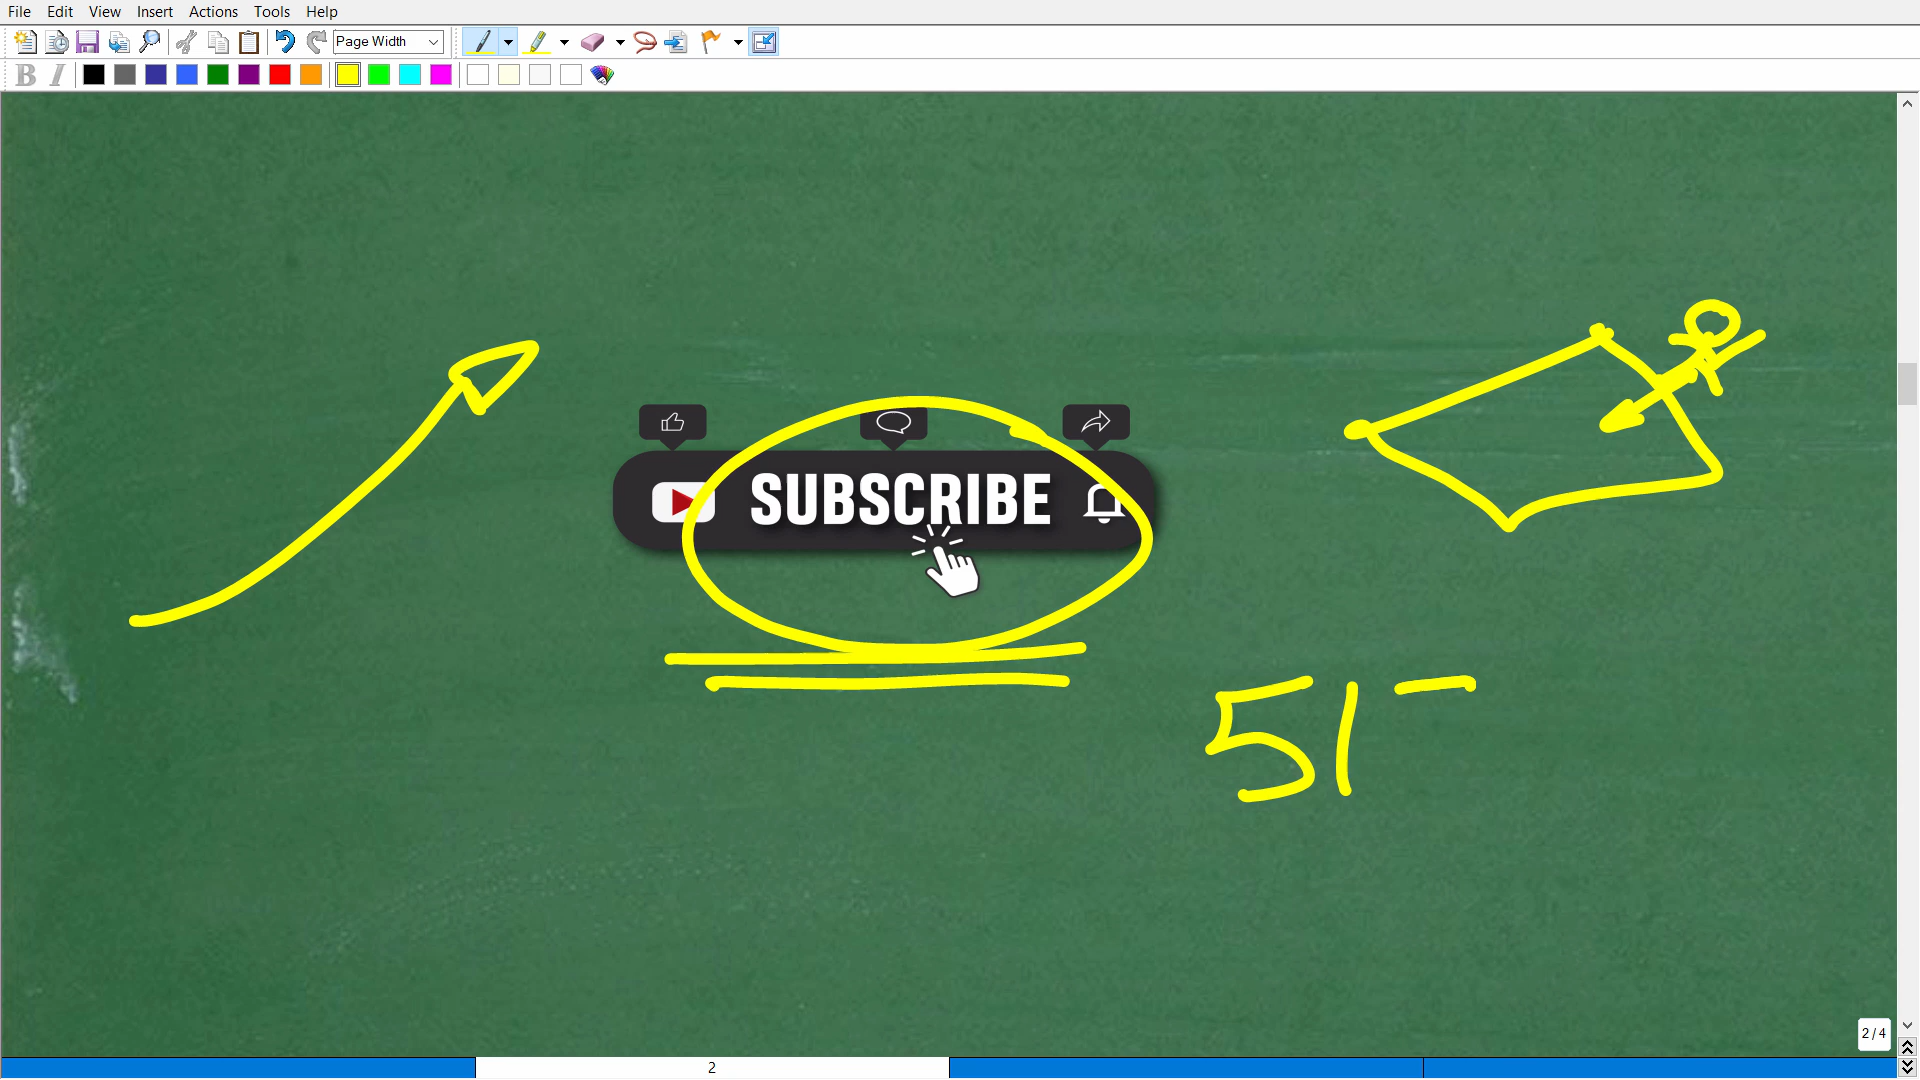 File Edit View Insert Actions Tools Help
Page Width
B I
SUBSCRIBE
51
2 / 4
2